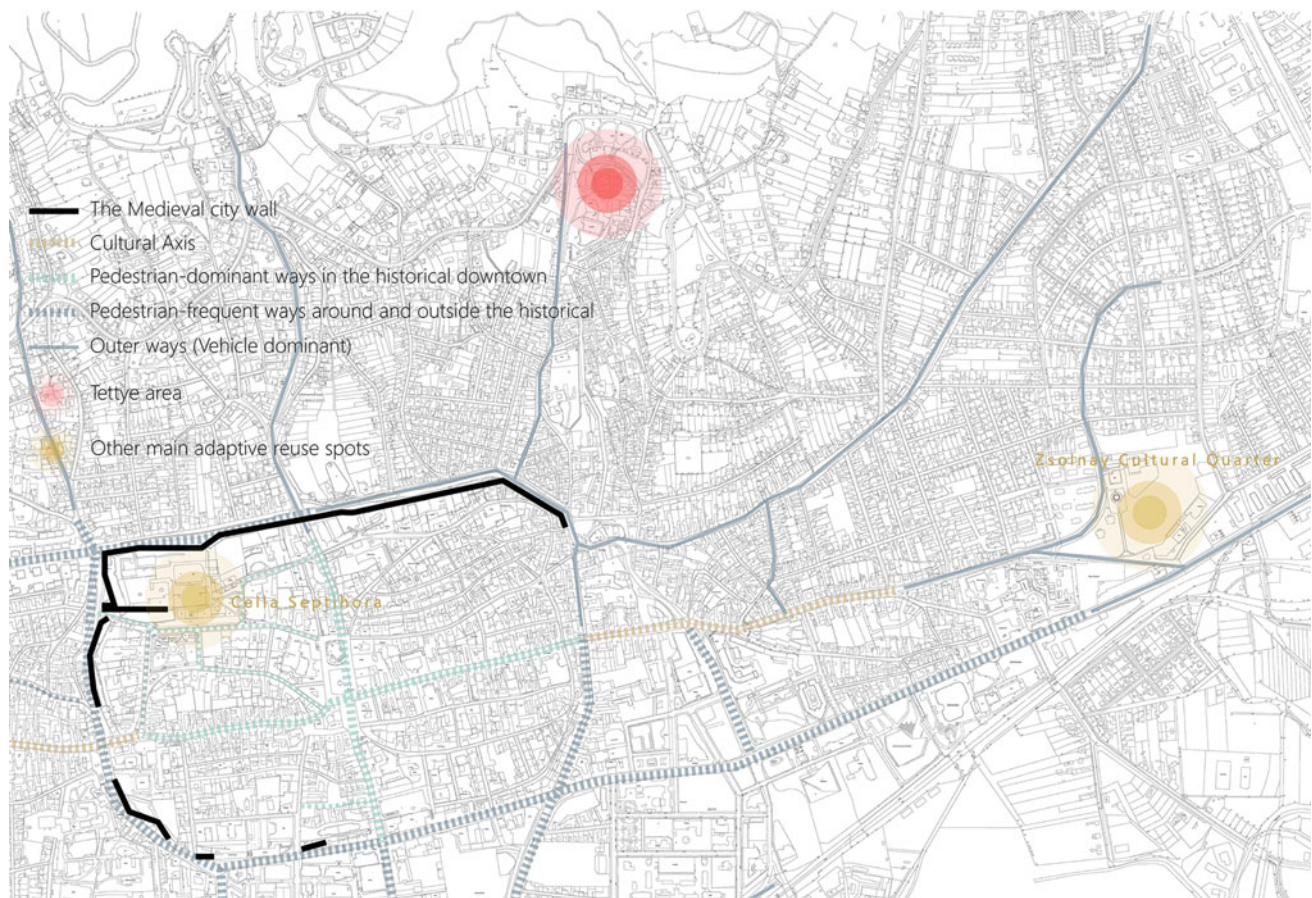 The Medieval city wall
Cultural Axis
Pedestrian-dominant ways in the historical downtown
Pedestrian-frequent ways around and outside the historical
Outer ways (Vehicle dominant)
Tettye area
Other main adaptive reuse spots
Zsolnay Cultural Quarter
Cella Septihora